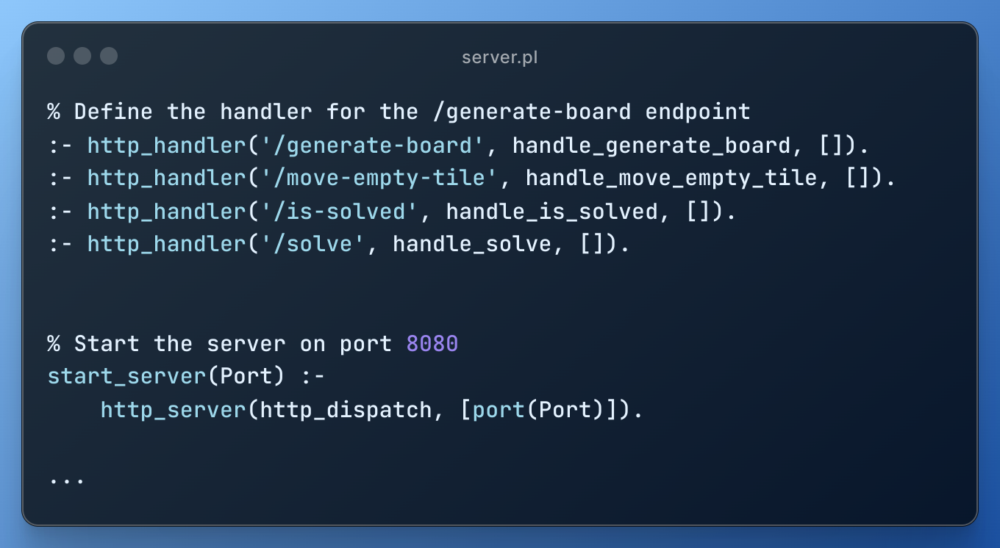 server.pl
% Define the handler for the /generate-board endpoint
:- http_handler('/generate-board', handle_generate_board, []).
:- http_handler('/move-empty-tile', handle_move_empty_tile, []).
:- http_handler('/is-solved', handle_is_solved, []).
:- http_handler('/solve', handle_solve, []).
% Start the server on port 8080
start_server(Port) :-
    http_server(http_dispatch, [port(Port)]).
...